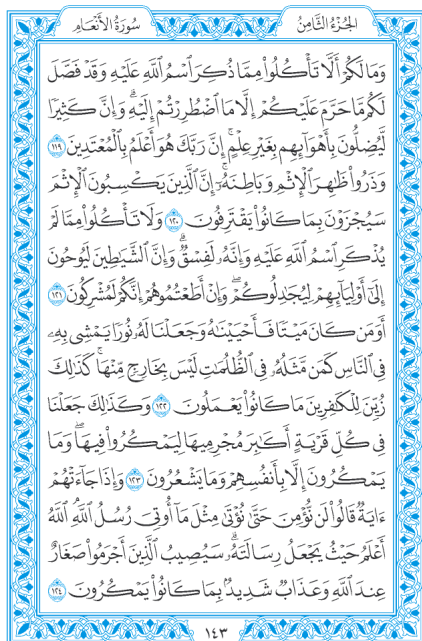 الجُزْءُ الثَّامِنُ
سُورَةُ الأَنْعَامِ
وَمَا لَكُمْ أَلَّا تَأْكُلُوا۟ مِمَّا ذُكِرَ ٱسْمُ ٱللَّهِ عَلَيْهِ وَقَدْ فَصَّلَ
لَكُم مَّا حَرَّمَ عَلَيْكُمْ إِلَّا مَا ٱضْطُرِرْتُمْ إِلَيْهِ ۗ وَإِنَّ كَثِيرًا
لَّيُضِلُّونَ بِأَهْوَآئِهِم بِغَيْرِ عِلْمٍ ۗ إِنَّ رَبَّكَ هُوَ أَعْلَمُ بِٱلْمُعْتَدِينَ ١١٩
وَذَرُوا۟ ظَٰهِرَ ٱلْإِثْمِ وَبَاطِنَهُۥٓ ۚ إِنَّ ٱلَّذِينَ يَكْسِبُونَ ٱلْإِثْمَ
سَيُجْزَوْنَ بِمَا كَانُوا۟ يَقْتَرِفُونَ ١٢٠ وَلَا تَأْكُلُوا۟ مِمَّا لَمْ
يُذْكَرِ ٱسْمُ ٱللَّهِ عَلَيْهِ وَإِنَّهُۥ لَفِسْقٌ ۗ وَإِنَّ ٱلشَّيَٰطِينَ لَيُوحُونَ
إِلَىٰٓ أَوْلِيَآئِهِمْ لِيُجَٰدِلُوكُمْ ۖ وَإِنْ أَطَعْتُمُوهُمْ إِنَّكُمْ لَمُشْرِكُونَ ١٢١
أَوَمَن كَانَ مَيْتًا فَأَحْيَيْنَٰهُ وَجَعَلْنَا لَهُۥ نُورًا يَمْشِى بِهِۦ
فِى ٱلنَّاسِ كَمَن مَّثَلُهُۥ فِى ٱلظُّلُمَٰتِ لَيْسَ بِخَارِجٍ مِّنْهَا ۚ كَذَٰلِكَ
زُيِّنَ لِلْكَٰفِرِينَ مَا كَانُوا۟ يَعْمَلُونَ ١٢٢ وَكَذَٰلِكَ جَعَلْنَا
فِى كُلِّ قَرْيَةٍ أَكَٰبِرَ مُجْرِمِيهَا لِيَمْكُرُوا۟ فِيهَا ۖ وَمَا
يَمْكُرُونَ إِلَّا بِأَنفُسِهِمْ وَمَا يَشْعُرُونَ ١٢٣ وَإِذَا جَآءَتْهُمْ
ءَايَةٌ قَالُوا۟ لَن نُّؤْمِنَ حَتَّىٰ نُؤْتَىٰ مِثْلَ مَآ أُوتِىَ رُسُلُ ٱللَّهِ ۘ ٱللَّهُ
أَعْلَمُ حَيْثُ يَجْعَلُ رِسَالَتَهُۥ ۗ سَيُصِيبُ ٱلَّذِينَ أَجْرَمُوا۟ صَغَارٌ
عِندَ ٱللَّهِ وَعَذَابٌ شَدِيدٌۢ بِمَا كَانُوا۟ يَمْكُرُونَ ١٢٤
١٤٣